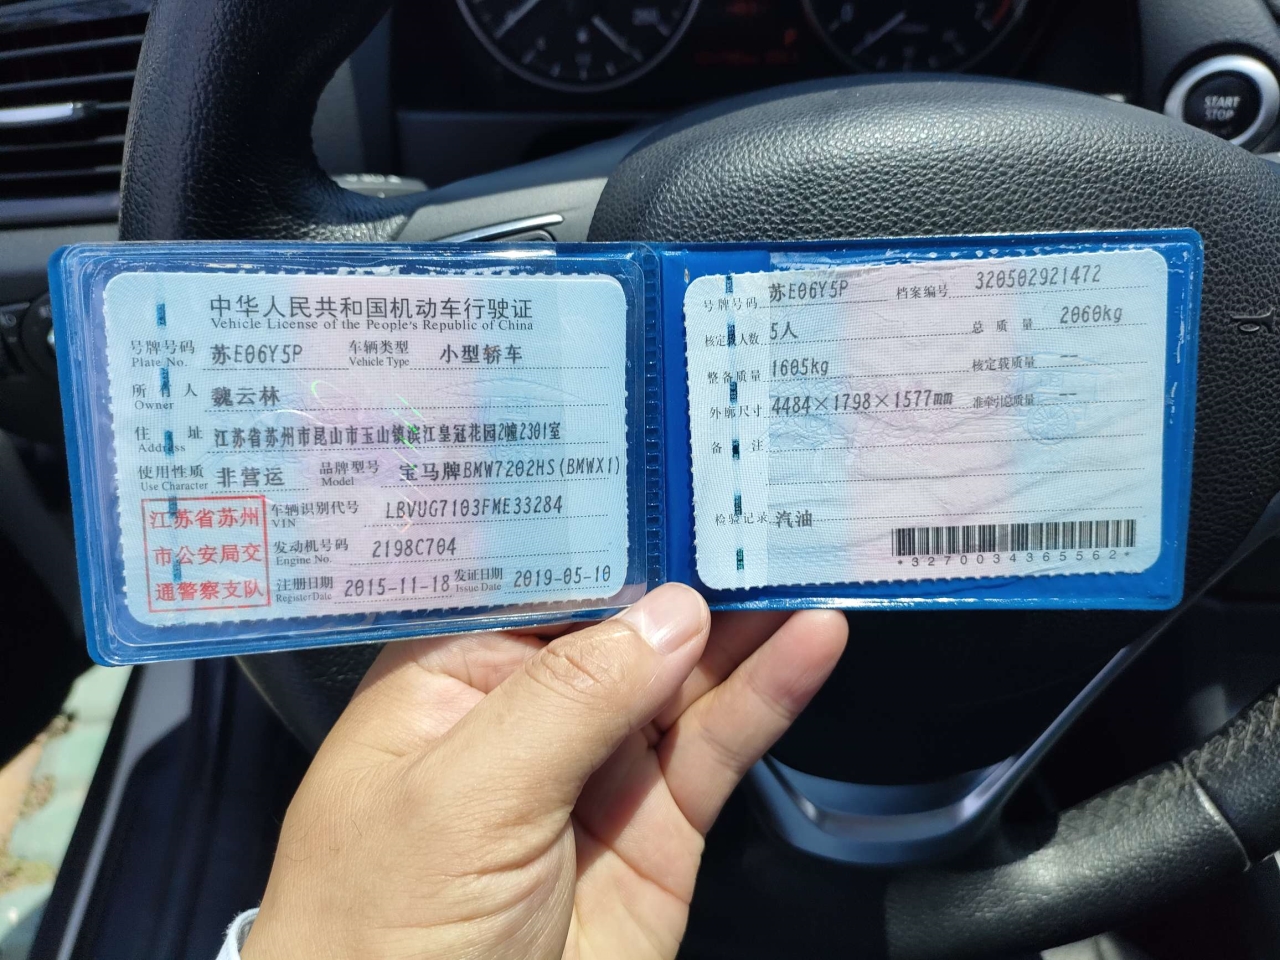 START
STOP
中华人民共和国机动车行驶证
Vehicle License of the People's Republic of China
号牌号码 Plate No. 苏E06Y5P 车辆类型 Vehicle Type 小型轿车
所有人 Owner 魏云林
住址 Address 江苏省苏州市昆山市玉山镇滨江皇冠花园2幢2301室
使用性质 Use Character 非营运 品牌型号 Model 宝马牌BMW7202HS(BMWX1)
江苏省苏州
市公安局交
通警察支队
车辆识别代号 VIN LBVUG7103FME33284
发动机号码 Engine No. 2198C704
注册日期 Register Date 2015-11-18 发证日期 Issue Date 2019-05-10
号牌号码 苏E06Y5P 档案编号 320502921472
核定载人数 5人 总质量 2060kg
整备质量 1605kg 核定载质量 --
外廓尺寸 4484×1798×1577mm 准牵引总质量 --
备注
检验记录 汽油
*3270034365562*